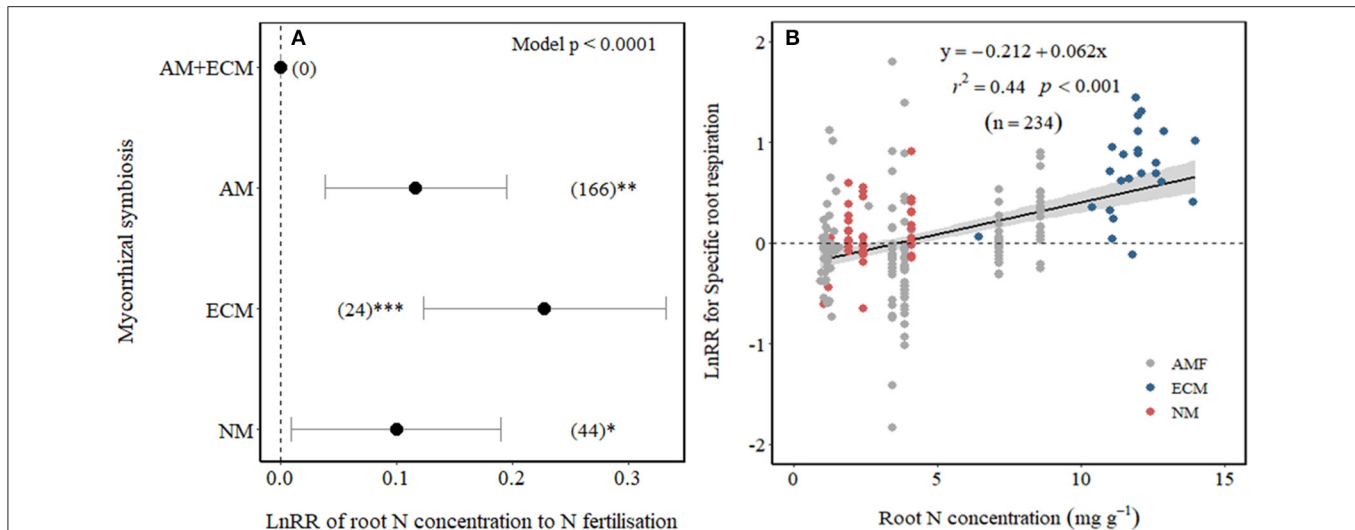 A
Model p < 0.0001
Mycorrhizal symbiosis
AM+ECM
(0)
AM
(166)**
ECM
(24)***
NM
(44)*
0.0 0.1 0.2 0.3
LnRR of root N concentration to N fertilisation
B
y = −0.212 + 0.062x
r² = 0.44 p < 0.001
(n = 234)
LnRR for Specific root respiration
2
1
0
-1
-2
AMF
ECM
NM
0 5 10 15
Root N concentration (mg g⁻¹)